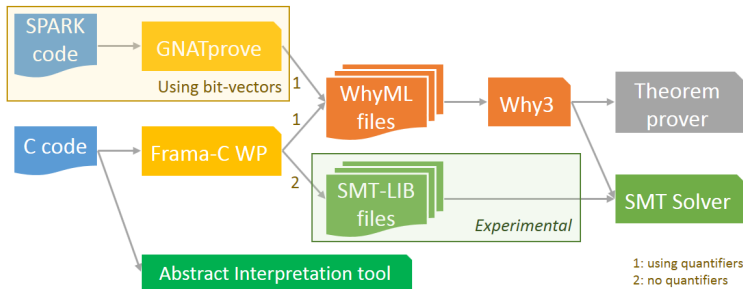 SPARK
code
GNATprove
Using bit-vectors
1
WhyML
files
Why3
Theorem
prover
1
C code
Frama-C WP
2
SMT-LIB
files
Experimental
SMT Solver
Abstract Interpretation tool
1: using quantifiers
2: no quantifiers